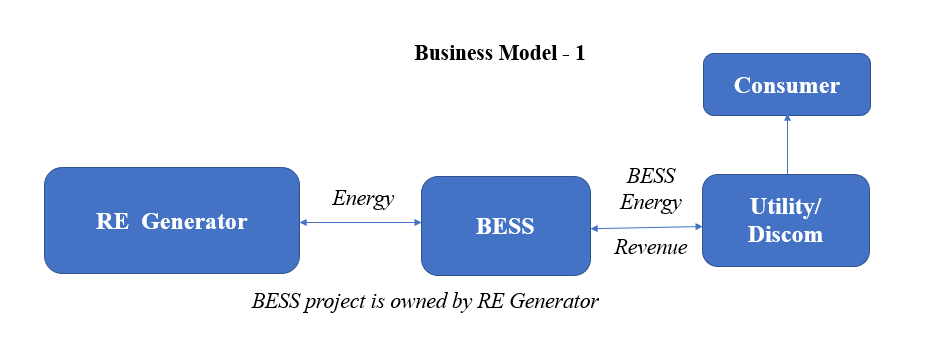 Business Model - 1
Consumer
RE Generator
Energy
BESS
BESS
Energy
Revenue
Utility/
Discom
BESS project is owned by RE Generator